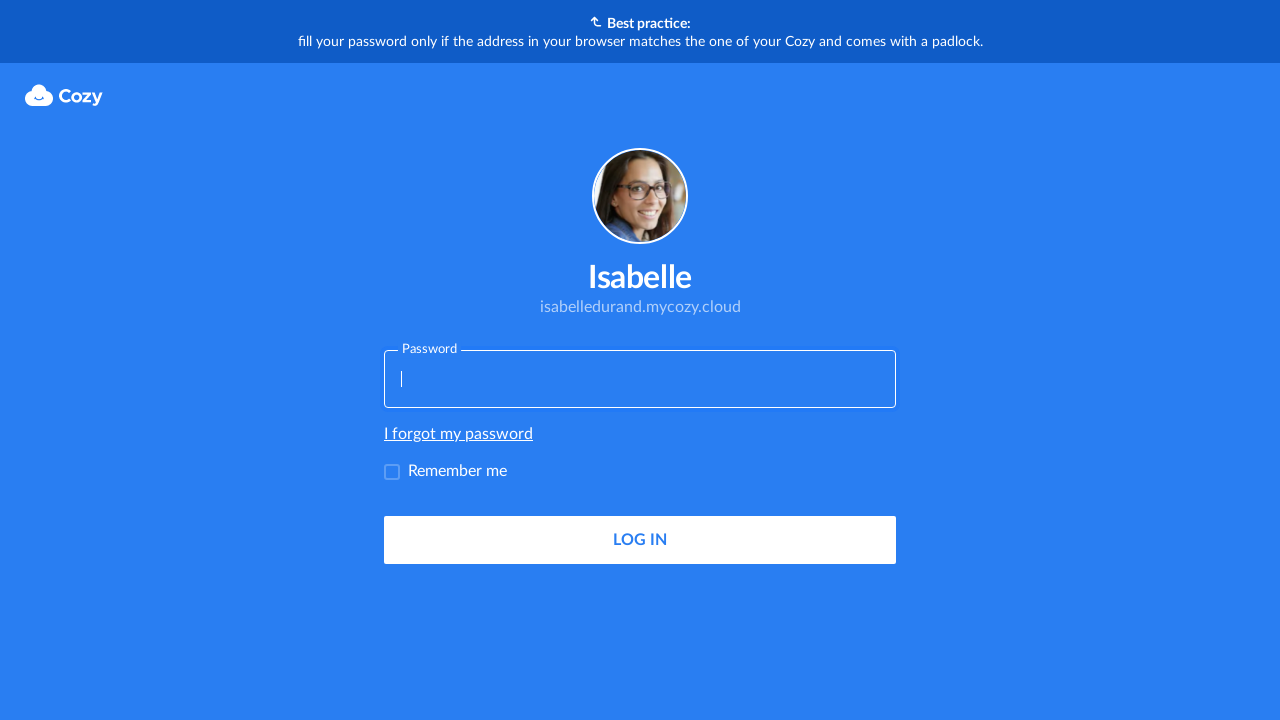 Best practice:
fill your password only if the address in your browser matches the one of your Cozy and comes with a padlock.
Cozy
Isabelle
isabelledurand.mycozy.cloud
Password
I forgot my password
Remember me
LOG IN